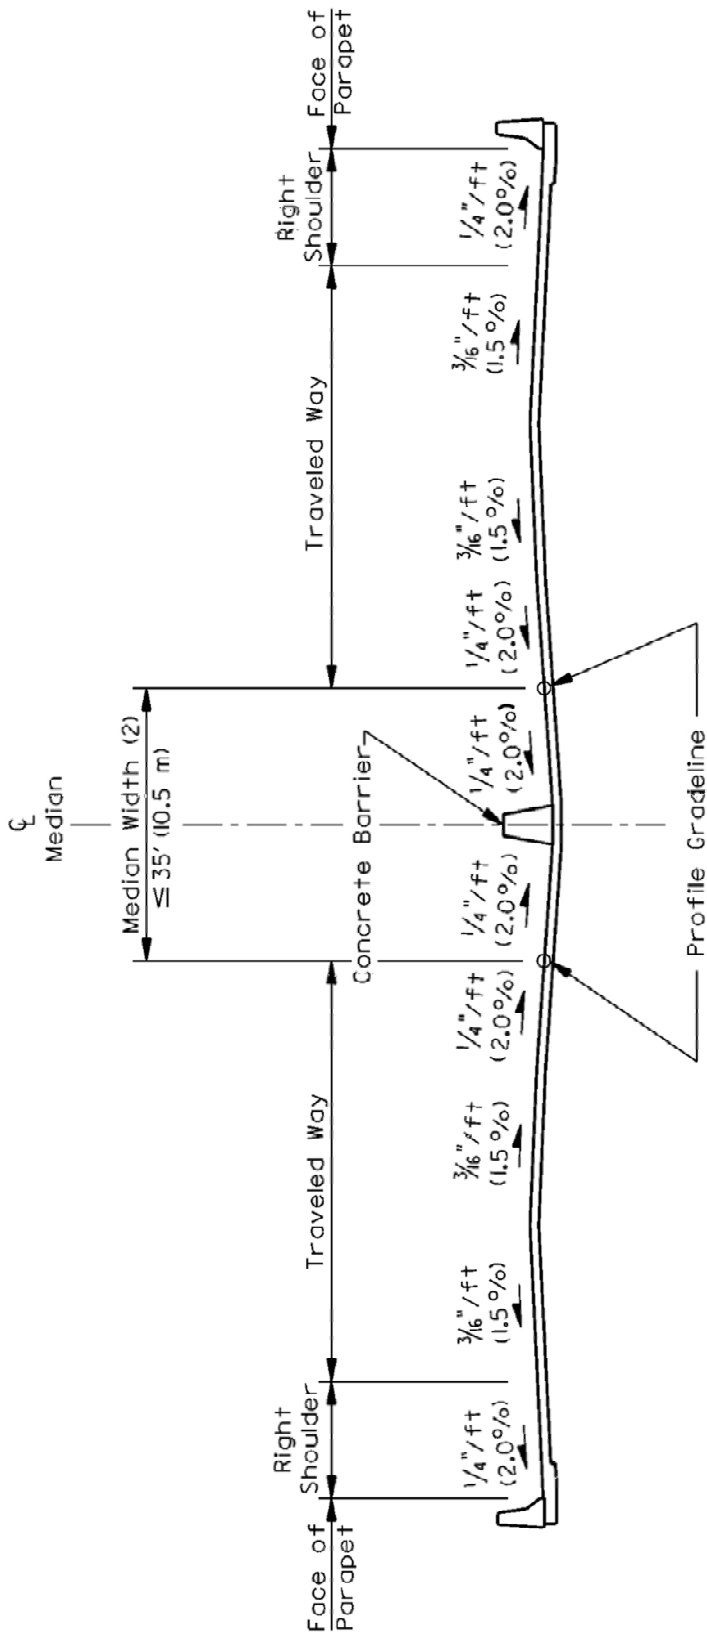 ℄
Median
Median Width (2)
≤ 35' (10.5 m)
Face of
Parapet
Right
Shoulder
Traveled Way
Traveled Way
Right
Shoulder
Face of
Parapet
Concrete Barrier
1/4"/ft
(2.0%)
3/16"/ft
(1.5%)
3/16"/ft
(1.5%)
1/4"/ft
(2.0%)
1/4"/ft
(2.0%)
1/4"/ft
(2.0%)
1/4"/ft
(2.0%)
3/16"/ft
(1.5%)
3/16"/ft
(1.5%)
1/4"/ft
(2.0%)
Profile Gradeline